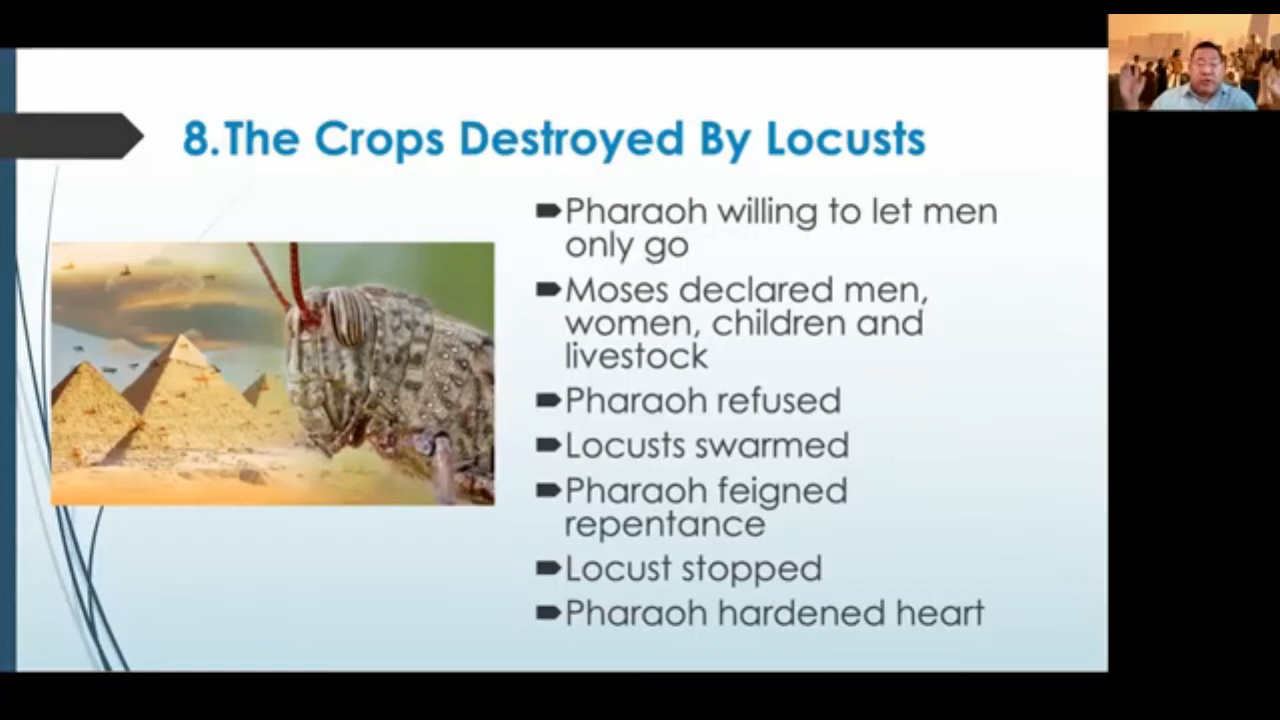 8.The Crops Destroyed By Locusts
Pharaoh willing to let men
only go
Moses declared men,
women, children and
livestock
Pharaoh refused
Locusts swarmed
Pharaoh feigned
repentance
Locust stopped
Pharaoh hardened heart